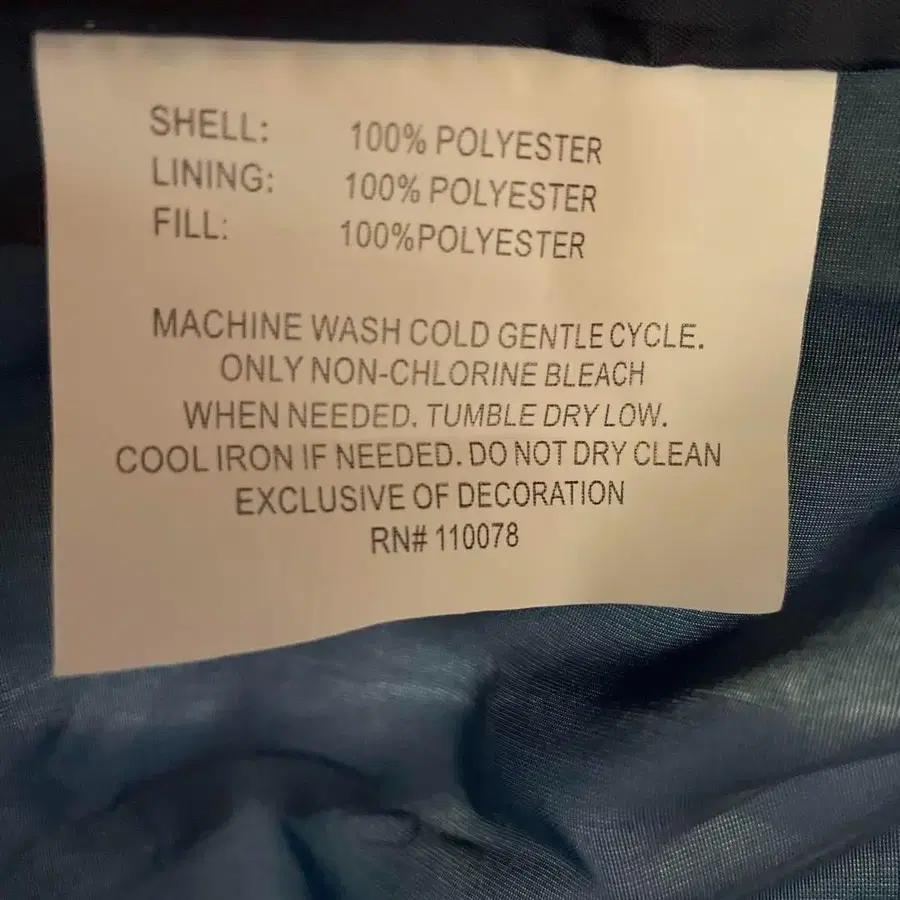 SHELL: 100% POLYESTER
LINING: 100% POLYESTER
FILL: 100%POLYESTER
MACHINE WASH COLD GENTLE CYCLE.
ONLY NON-CHLORINE BLEACH
WHEN NEEDED. TUMBLE DRY LOW.
COOL IRON IF NEEDED. DO NOT DRY CLEAN
EXCLUSIVE OF DECORATION
RN# 110078